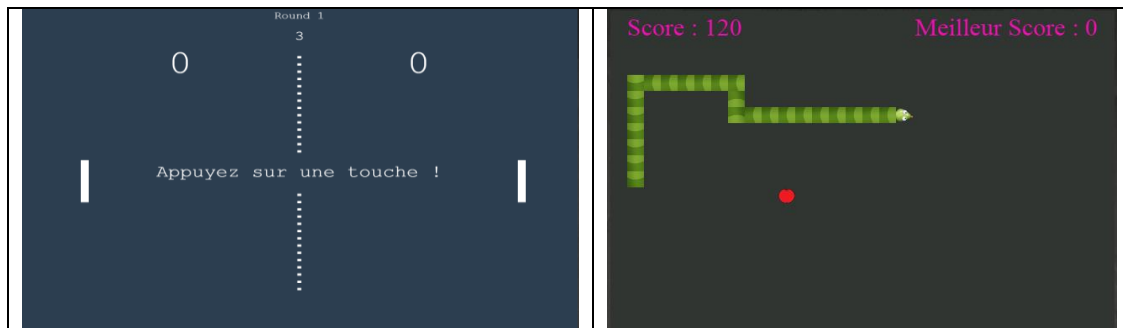 Round 1
3
0 0
Appuyez sur une touche !
Score : 120 Meilleur Score : 0